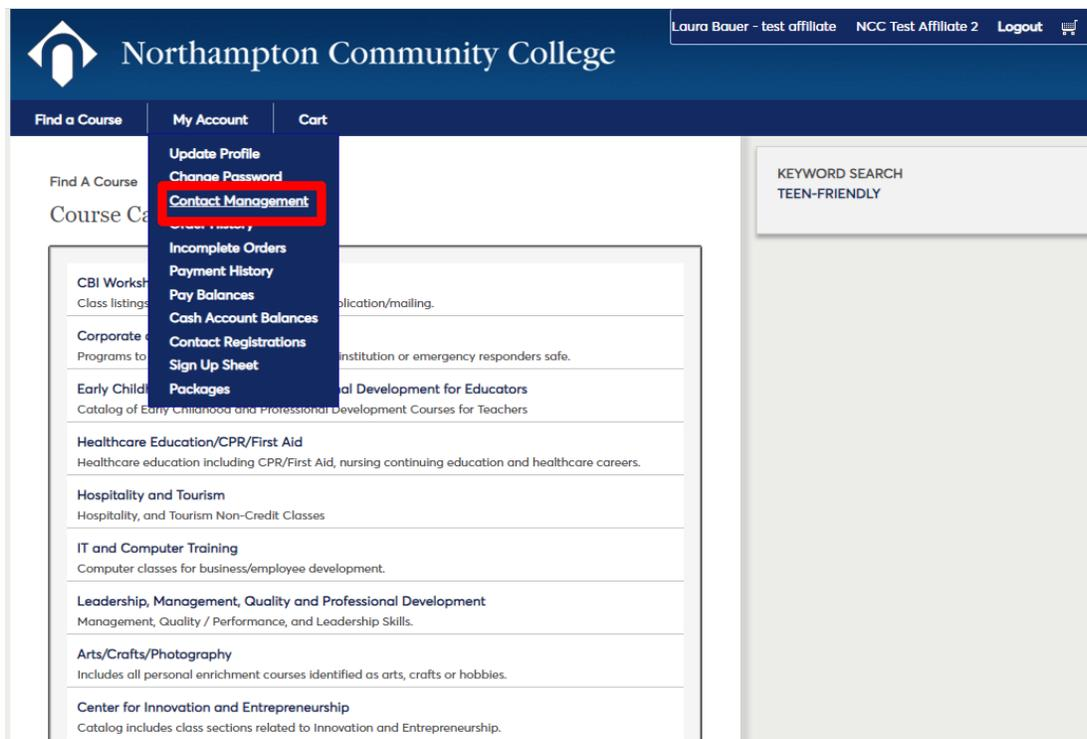 Laura Bauer - test affiliate NCC Test Affiliate 2 Logout
Northampton Community College
Find a Course My Account Cart
Update Profile
Change Password
Contact Management
Order History
Incomplete Orders
Payment History
Pay Balances
Cash Account Balances
Contact Registrations
Sign Up Sheet
Packages
Find A Course
Course Ca
CBI Worksh
Class listings plication/mailing.
Corporate
Programs to institution or emergency responders safe.
Early Child al Development for Educators
Catalog of Early Childhood and Professional Development Courses for Teachers
Healthcare Education/CPR/First Aid
Healthcare education including CPR/First Aid, nursing continuing education and healthcare careers.
Hospitality and Tourism
Hospitality, and Tourism Non-Credit Classes
IT and Computer Training
Computer classes for business/employee development.
Leadership, Management, Quality and Professional Development
Management, Quality / Performance, and Leadership Skills.
Arts/Crafts/Photography
Includes all personal enrichment courses identified as arts, crafts or hobbies.
Center for Innovation and Entrepreneurship
Catalog includes class sections related to Innovation and Entrepreneurship.
KEYWORD SEARCH
TEEN-FRIENDLY